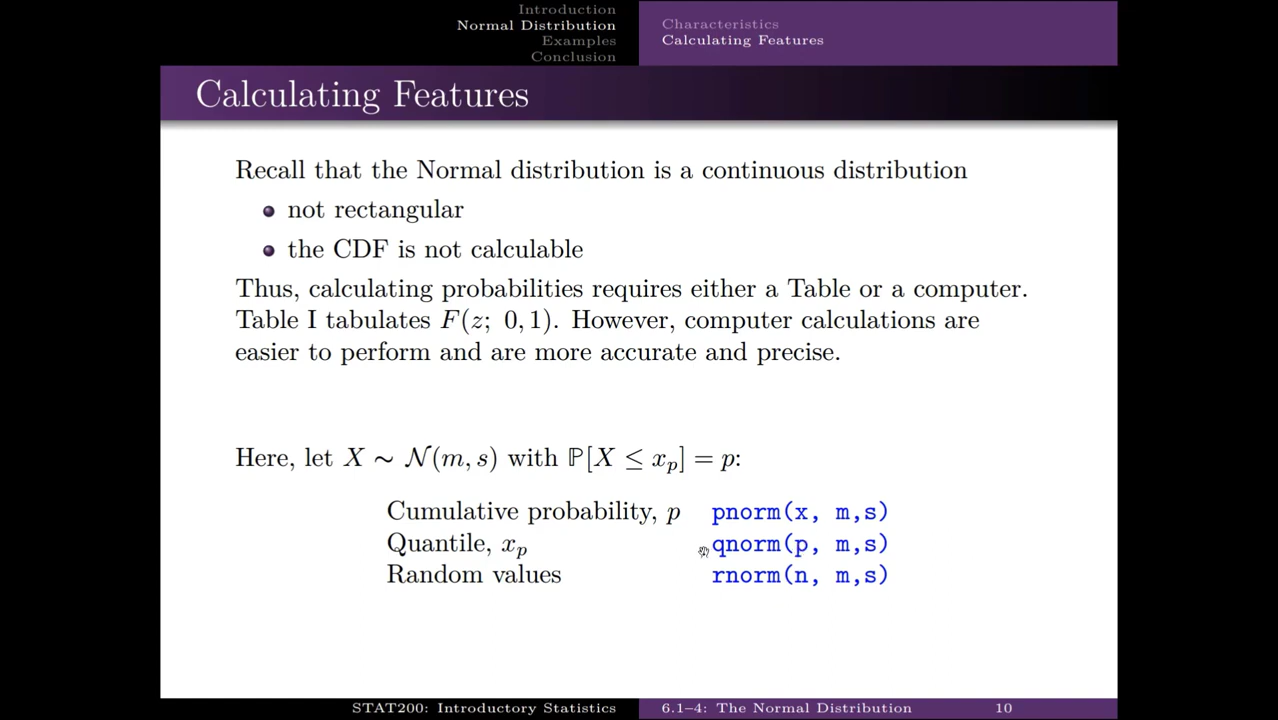 Introduction
Normal Distribution
Examples
Conclusion
Characteristics
Calculating Features
Calculating Features
Recall that the Normal distribution is a continuous distribution
not rectangular
the CDF is not calculable
Thus, calculating probabilities requires either a Table or a computer.
Table I tabulates F(z; 0, 1). However, computer calculations are
easier to perform and are more accurate and precise.
Here, let X ∼ 𝒩(m, s) with ℙ[X ≤ xₚ] = p:
Cumulative probability, p pnorm(x, m,s)
Quantile, xₚ qnorm(p, m,s)
Random values rnorm(n, m,s)
STAT200: Introductory Statistics 6.1–4: The Normal Distribution 10